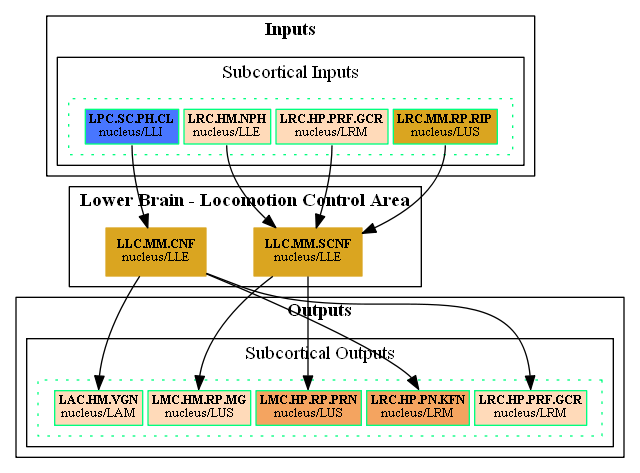 Inputs
Subcortical Inputs
LPC.SC.PH.CL
nucleus/LLI
LRC.HM.NPH
nucleus/LLE
LRC.HP.PRF.GCR
nucleus/LRM
LRC.MM.RP.RIP
nucleus/LUS
Lower Brain - Locomotion Control Area
LLC.MM.CNF
nucleus/LLE
LLC.MM.SCNF
nucleus/LLE
Outputs
Subcortical Outputs
LAC.HM.VGN
nucleus/LAM
LMC.HM.RP.MG
nucleus/LUS
LMC.HP.RP.PRN
nucleus/LUS
LRC.HP.PN.KFN
nucleus/LRM
LRC.HP.PRF.GCR
nucleus/LRM